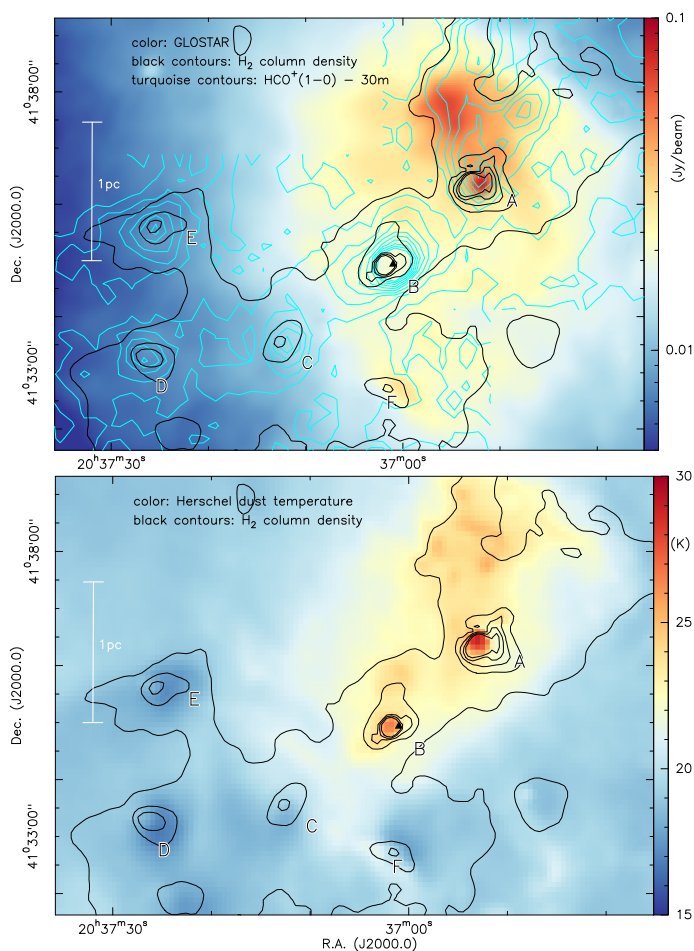 color: GLOSTAR
black contours: H₂ column density
turquoise contours: HCO⁺(1-0) - 30m
0.1
41°38'00"
(Jy/beam)
1pc
A
Dec. (J2000.0)
E
B
0.01
C
41°33'00"
D
F
20ʰ37ᵐ30ˢ
37ᵐ00ˢ
30
color: Herschel dust temperature
black contours: H₂ column density
(K)
41°38'00"
25
1pc
A
Dec. (J2000.0)
E
B
20
C
41°33'00"
D
F
15
20ʰ37ᵐ30ˢ
37ᵐ00ˢ
R.A. (J2000.0)